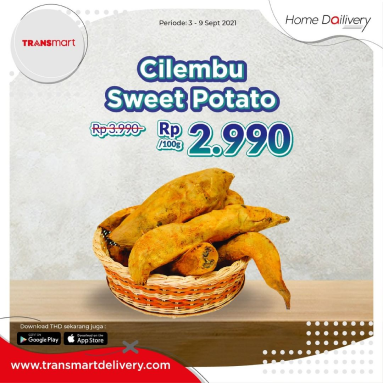 Periode: 3 - 9 Sept 2021
TRANSmart
Home Dailivery
Cilembu
Sweet Potato
Rp 3.990-
Rp
/100g
2.990
Download THD sekarang juga :
GET IT ON
Google Play
Download on the
App Store
www.transmartdelivery.com